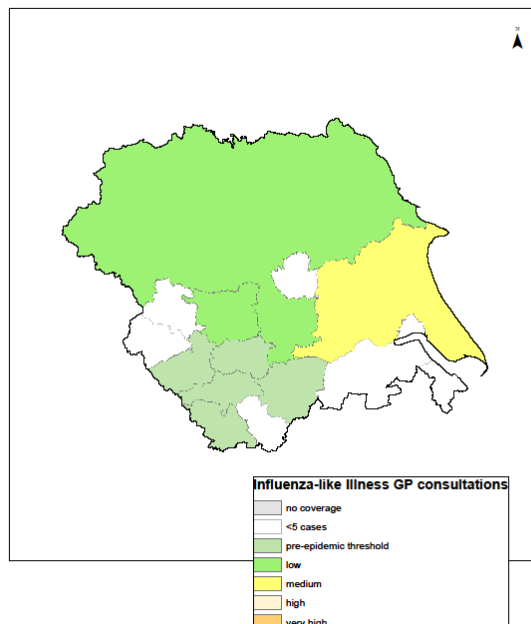 Influenza-like Illness GP consultations
no coverage
<5 cases
pre-epidemic threshold
low
medium
high
very high